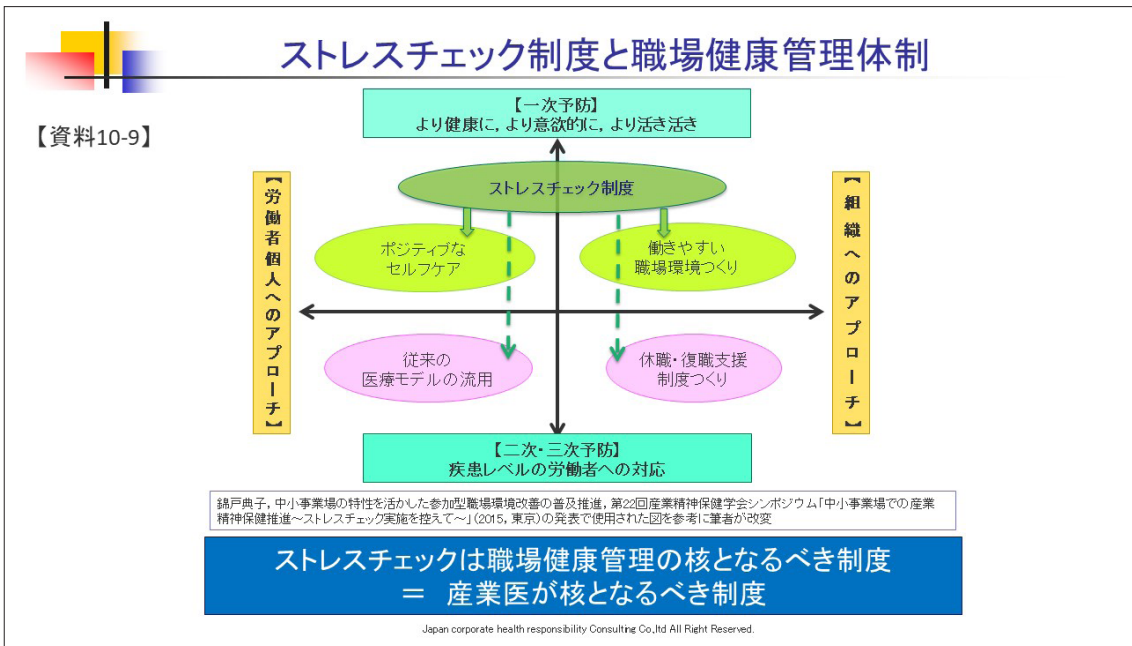 ストレスチェック制度と職場健康管理体制
【資料10-9】
【一次予防】
より健康に，より意欲的に，より活き活き
ストレスチェック制度
【労働者個人へのアプローチ】
【組織へのアプローチ】
ポジティブな
セルフケア
働きやすい
職場環境つくり
従来の
医療モデルの流用
休職・復職支援
制度つくり
【二次・三次予防】
疾患レベルの労働者への対応
錦戸典子，中小事業場の特性を活かした参加型職場環境改善の普及推進，第22回産業精神保健学会シンポジウム「中小事業場での産業
精神保健推進～ストレスチェック実施を控えて～」（2015，東京）の発表で使用された図を参考に筆者が改変
ストレスチェックは職場健康管理の核となるべき制度
＝ 産業医が核となるべき制度
Japan corporate health responsibility Consulting Co,.ltd All Right Reserved.